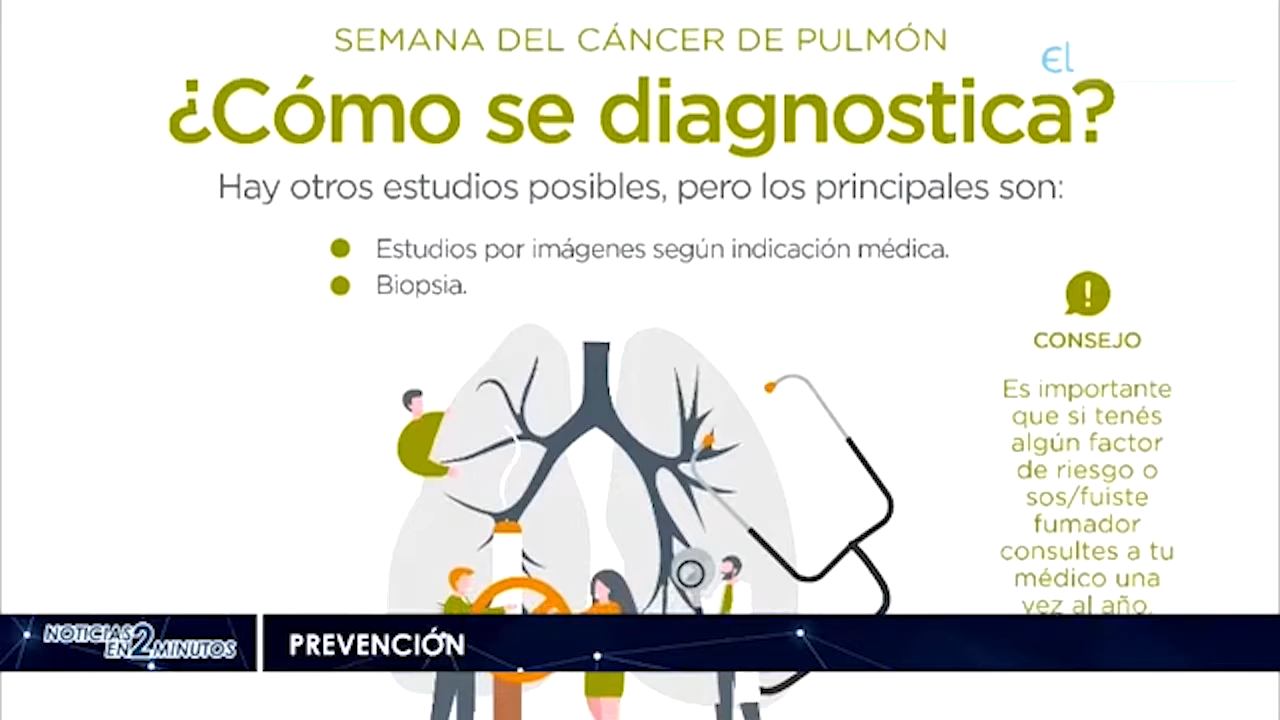 SEMANA DEL CÁNCER DE PULMÓN
El
¿Cómo se diagnostica?
Hay otros estudios posibles, pero los principales son:
Estudios por imágenes según indicación médica.
Biopsia.
!
CONSEJO
Es importante
que si tenés
algún factor
de riesgo o
sos/fuiste
fumador
consultes a tu
médico una
vez al año.
NOTICIAS
EN 2 MINUTOS
PREVENCIÓN